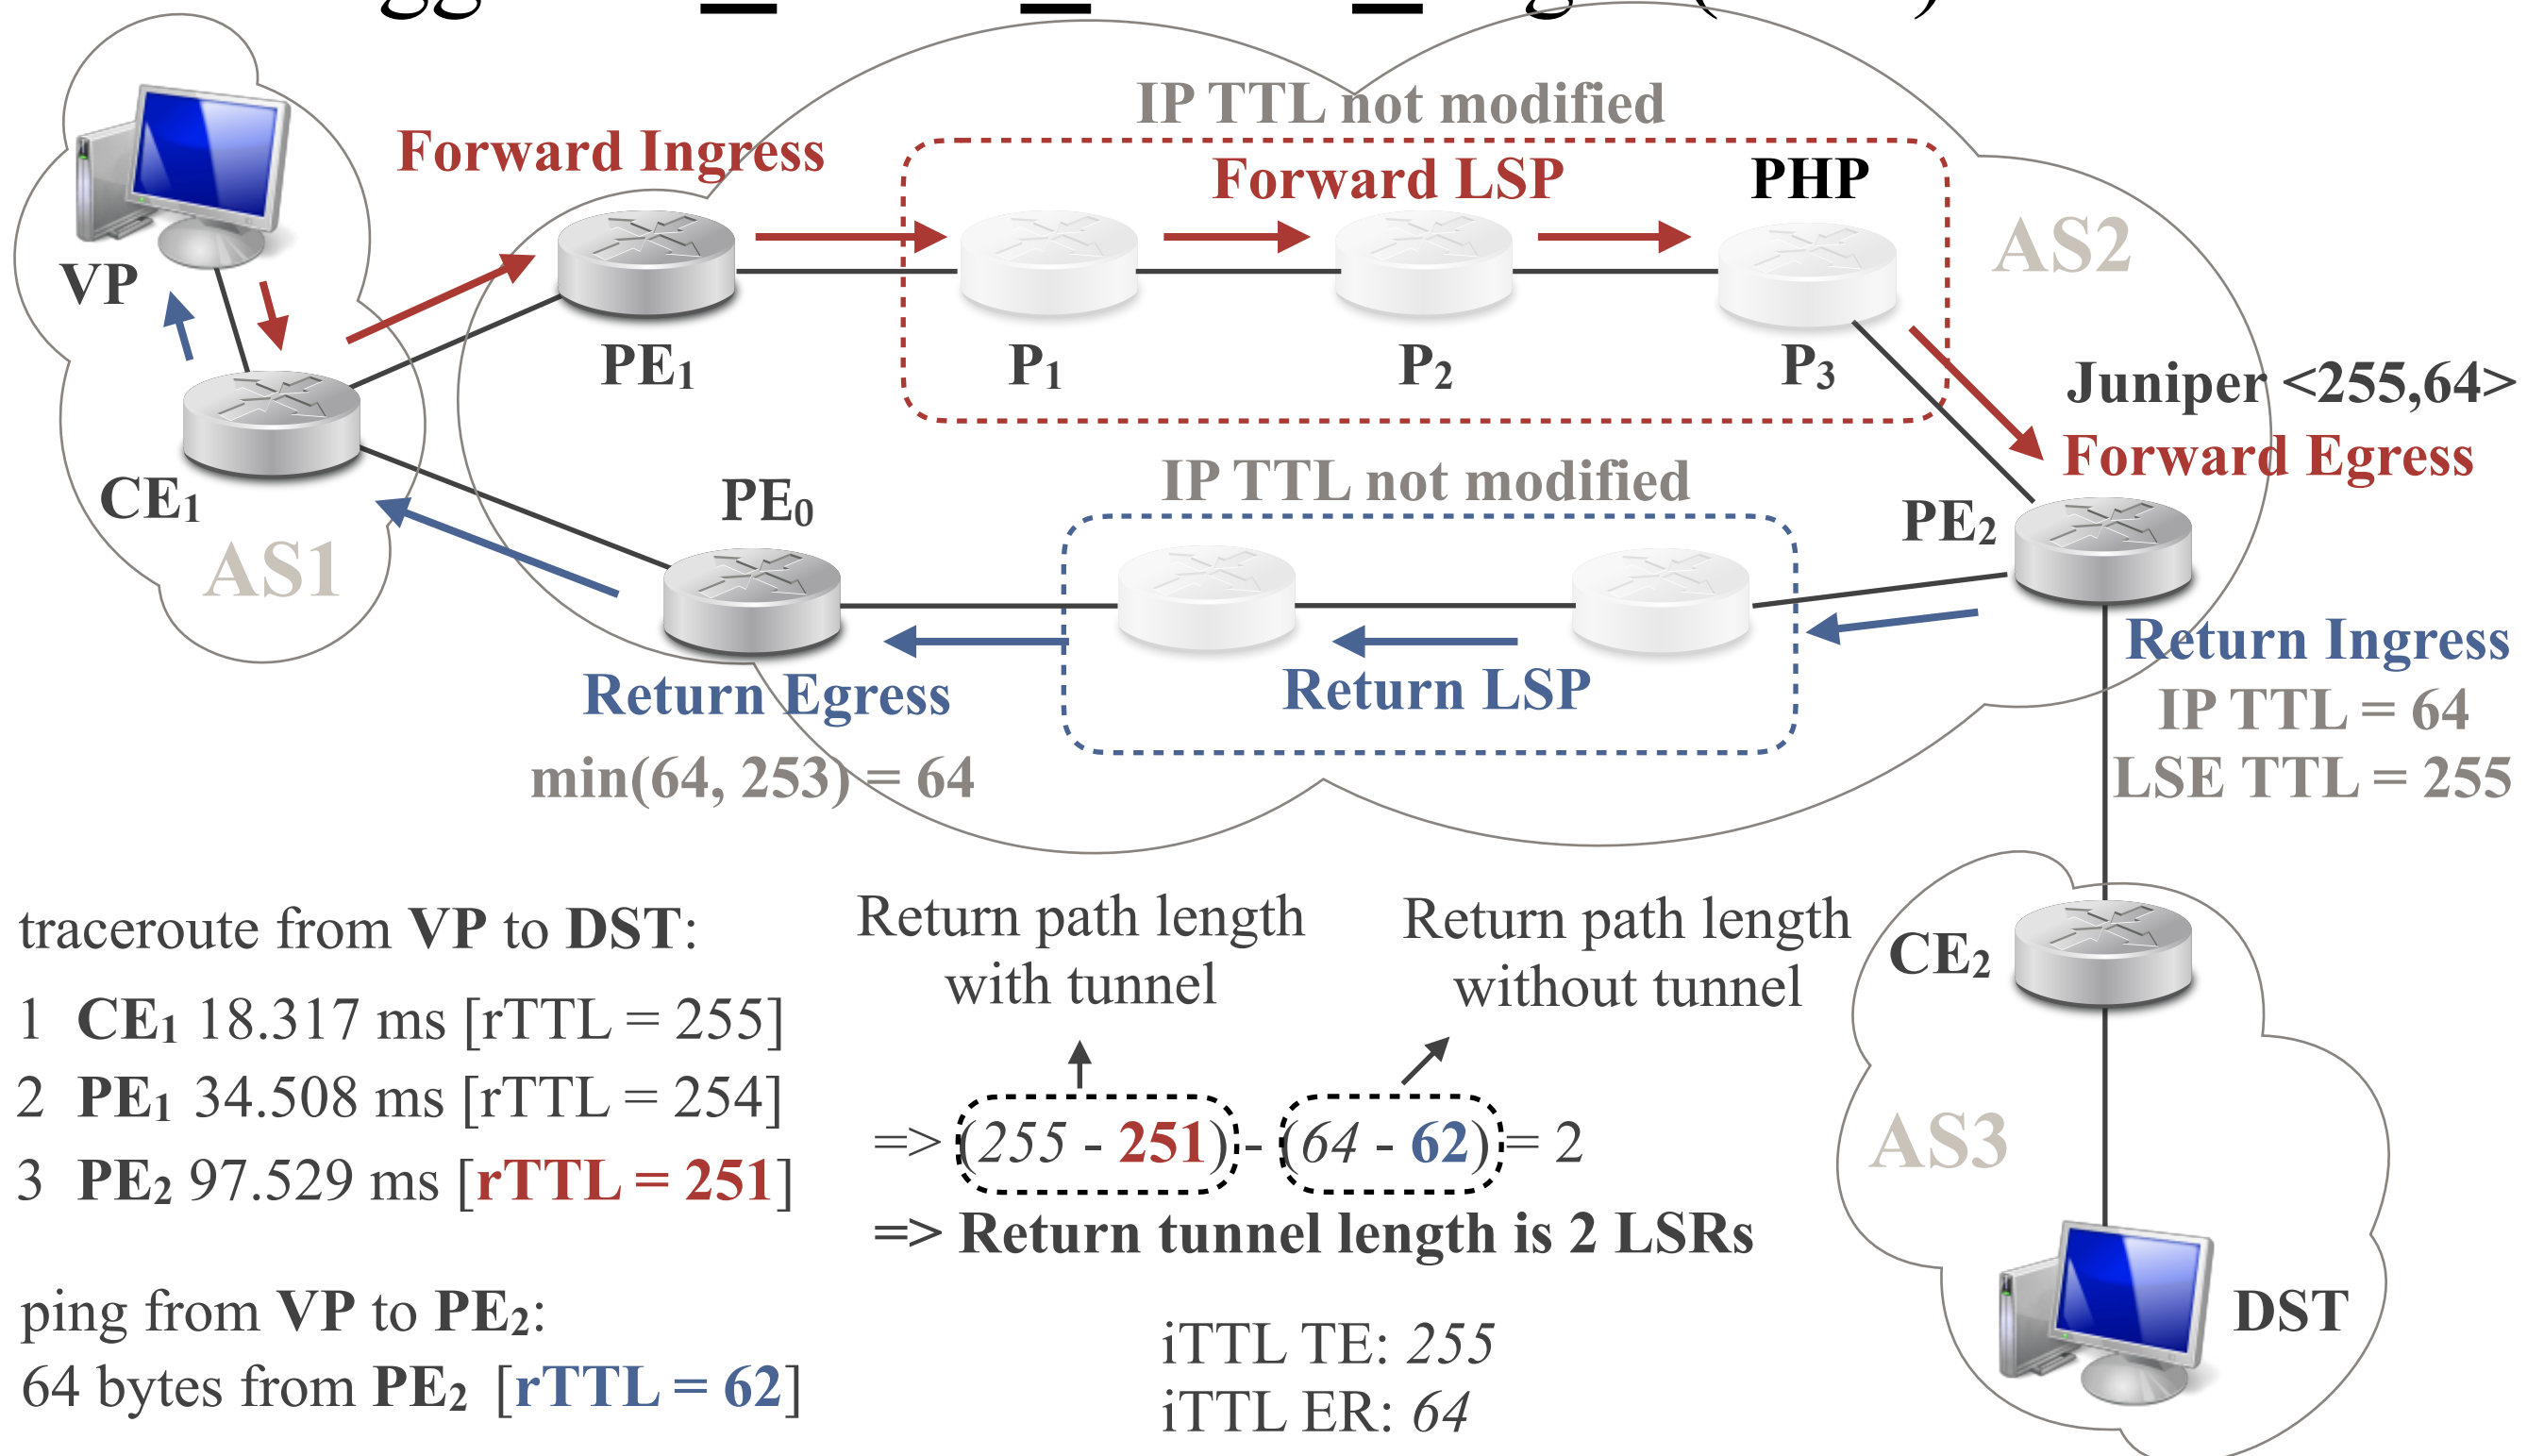 IP TTL not modified
Forward Ingress
Forward LSP
PHP
AS2
VP
PE1
P1
P2
P3
Juniper <255,64>
Forward Egress
CE1
PE0
IP TTL not modified
PE2
AS1
Return Ingress
Return Egress
Return LSP
IP TTL = 64
min(64, 253) = 64
LSE TTL = 255
traceroute from VP to DST:
1 CE1 18.317 ms [rTTL = 255]
2 PE1 34.508 ms [rTTL = 254]
3 PE2 97.529 ms [rTTL = 251]
ping from VP to PE2:
64 bytes from PE2 [rTTL = 62]
Return path length
with tunnel
Return path length
without tunnel
=> (255 - 251) - (64 - 62) = 2
=> Return tunnel length is 2 LSRs
iTTL TE: 255
iTTL ER: 64
CE2
AS3
DST